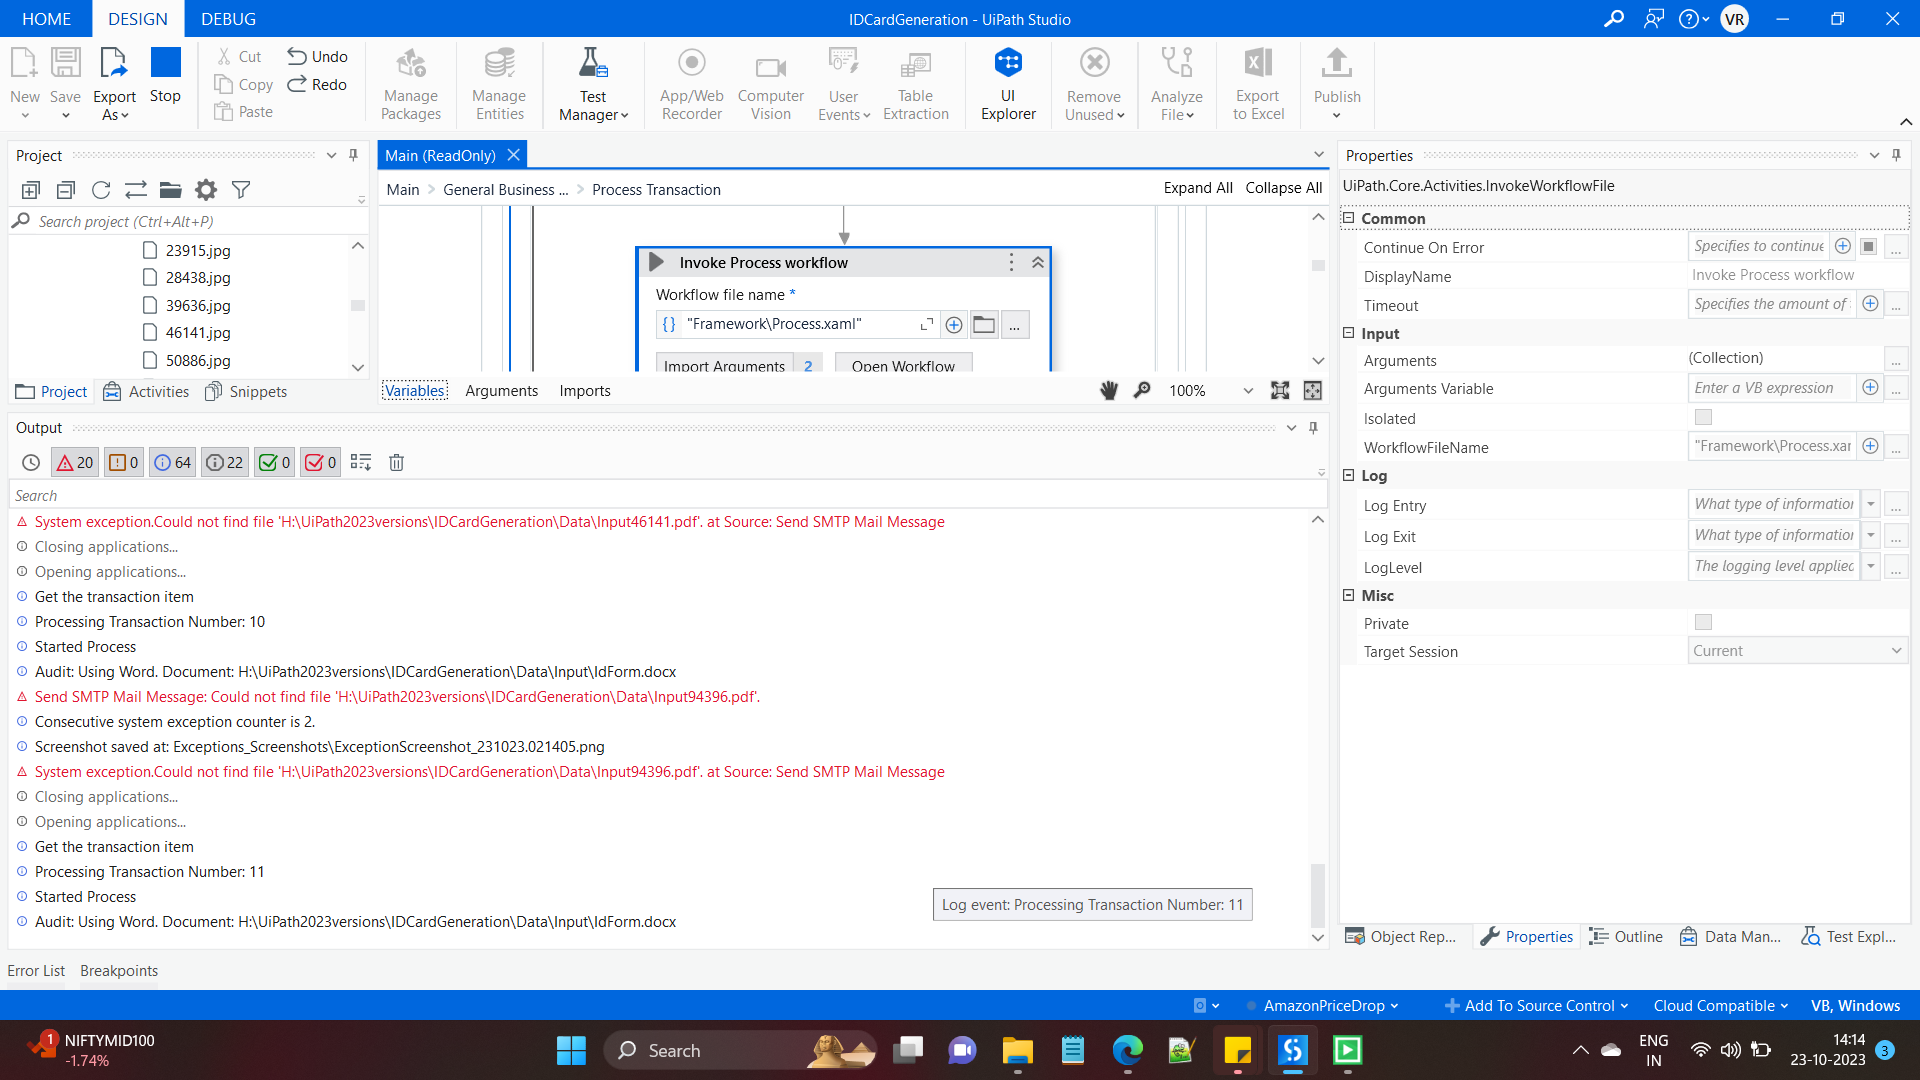 HOME DESIGN DEBUG
IDCardGeneration - UiPath Studio
VR
New
Save
Export As
Stop
Cut
Copy
Paste
Undo
Redo
Manage Packages
Manage Entities
Test Manager
App/Web Recorder
Computer Vision
User Events
Table Extraction
UI Explorer
Remove Unused
Analyze File
Export to Excel
Publish
Project
Search project (Ctrl+Alt+P)
23915.jpg
28438.jpg
39636.jpg
46141.jpg
50886.jpg
Project Activities Snippets
Main (ReadOnly)
Main > General Business ... > Process Transaction
Expand All Collapse All
Invoke Process workflow
Workflow file name *
{} "Framework\Process.xaml"
...
Import Arguments 2 Open Workflow
Variables Arguments Imports
100%
Output
20 0 64 22 0 0
Search
System exception.Could not find file 'H:\UiPath2023versions\IDCardGeneration\Data\Input46141.pdf'. at Source: Send SMTP Mail Message
Closing applications...
Opening applications...
Get the transaction item
Processing Transaction Number: 10
Started Process
Audit: Using Word. Document: H:\UiPath2023versions\IDCardGeneration\Data\Input\IdForm.docx
Send SMTP Mail Message: Could not find file 'H:\UiPath2023versions\IDCardGeneration\Data\Input94396.pdf'.
Consecutive system exception counter is 2.
Screenshot saved at: Exceptions_Screenshots\ExceptionScreenshot_231023.021405.png
System exception.Could not find file 'H:\UiPath2023versions\IDCardGeneration\Data\Input94396.pdf'. at Source: Send SMTP Mail Message
Closing applications...
Opening applications...
Get the transaction item
Processing Transaction Number: 11
Started Process
Log event: Processing Transaction Number: 11
Audit: Using Word. Document: H:\UiPath2023versions\IDCardGeneration\Data\Input\IdForm.docx
Error List Breakpoints
Properties
UiPath.Core.Activities.InvokeWorkflowFile
Common
Continue On Error Specifies to continue ...
DisplayName Invoke Process workflow
Timeout Specifies the amount of ...
Input
Arguments (Collection) ...
Arguments Variable Enter a VB expression ...
Isolated
WorkflowFileName "Framework\Process.xar ...
Log
Log Entry What type of information ...
Log Exit What type of information ...
LogLevel The logging level applied ...
Misc
Private
Target Session Current
Object Rep... Properties Outline Data Man... Test Expl...
AmazonPriceDrop Add To Source Control Cloud Compatible VB, Windows
1
NIFTYMID100
-1.74%
Search
ENG
IN
14:14
23-10-2023
3